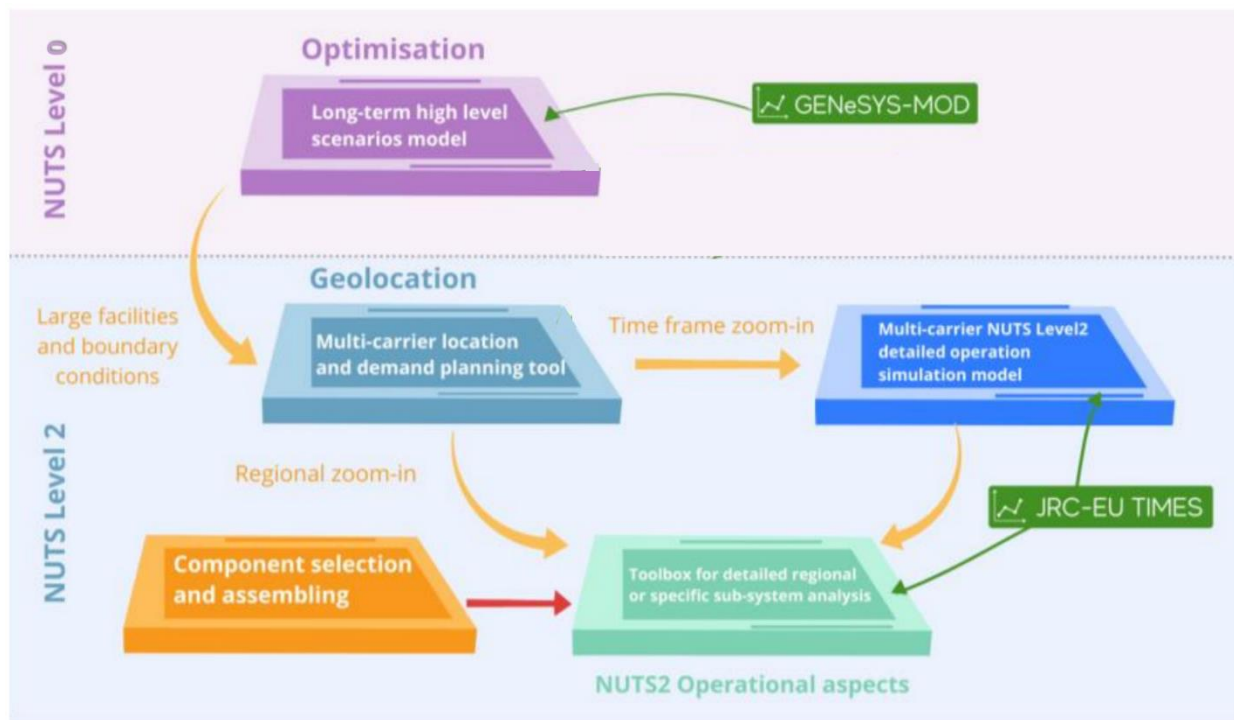 NUTS Level 0
Optimisation
Long-term high level
scenarios model
GENeSYS-MOD
NUTS Level 2
Geolocation
Large facilities
and boundary
conditions
Multi-carrier location
and demand planning tool
Time frame zoom-in
Multi-carrier NUTS Level2
detailed operation
simulation model
Regional zoom-in
JRC-EU TIMES
Component selection
and assembling
Toolbox for detailed regional
or specific sub-system analysis
NUTS2 Operational aspects